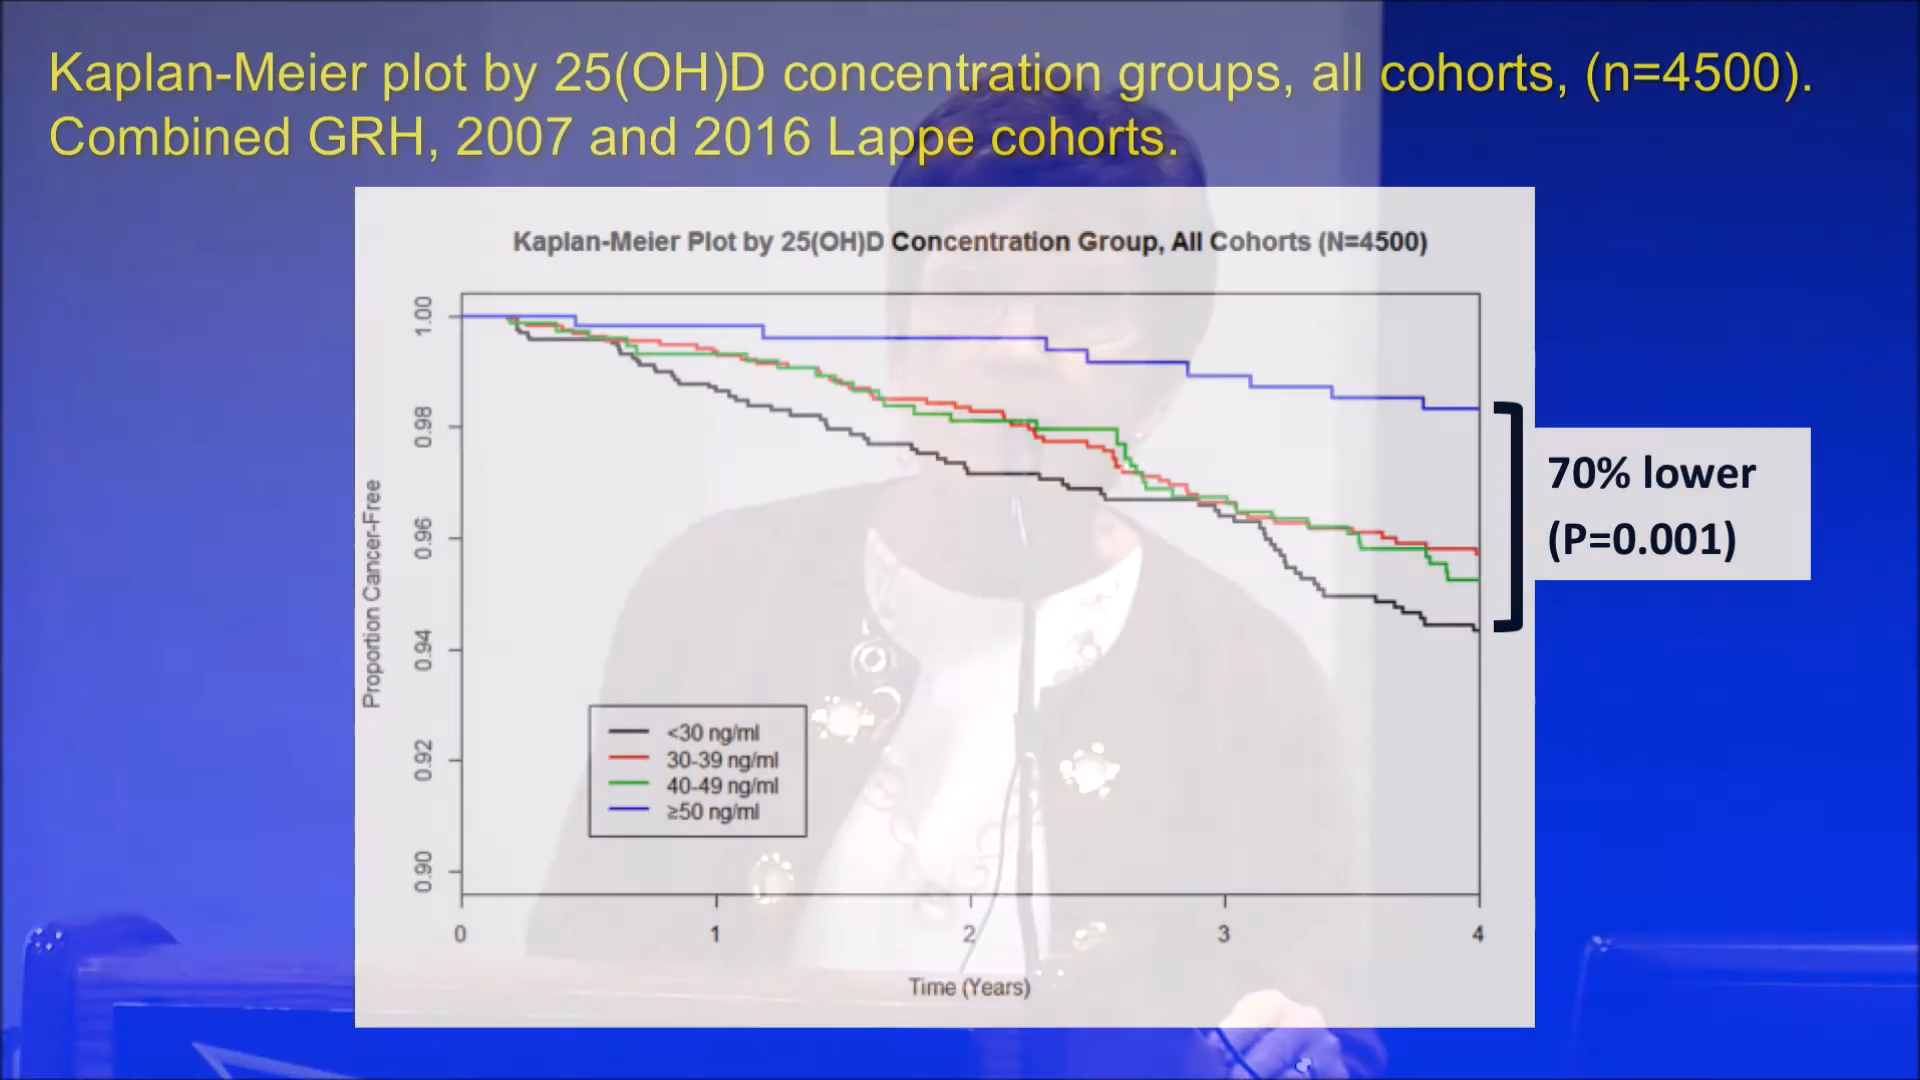 Kaplan-Meier plot by 25(OH)D concentration groups, all cohorts, (n=4500).
Combined GRH, 2007 and 2016 Lappe cohorts.
Kaplan-Meier Plot by 25(OH)D Concentration Group, All Cohorts (N=4500)
Proportion Cancer-Free
1.00
0.98
0.96
0.94
0.92
0.90
70% lower
(P=0.001)
<30 ng/ml
30-39 ng/ml
40-49 ng/ml
≥50 ng/ml
0 1 2 3 4
Time (Years)